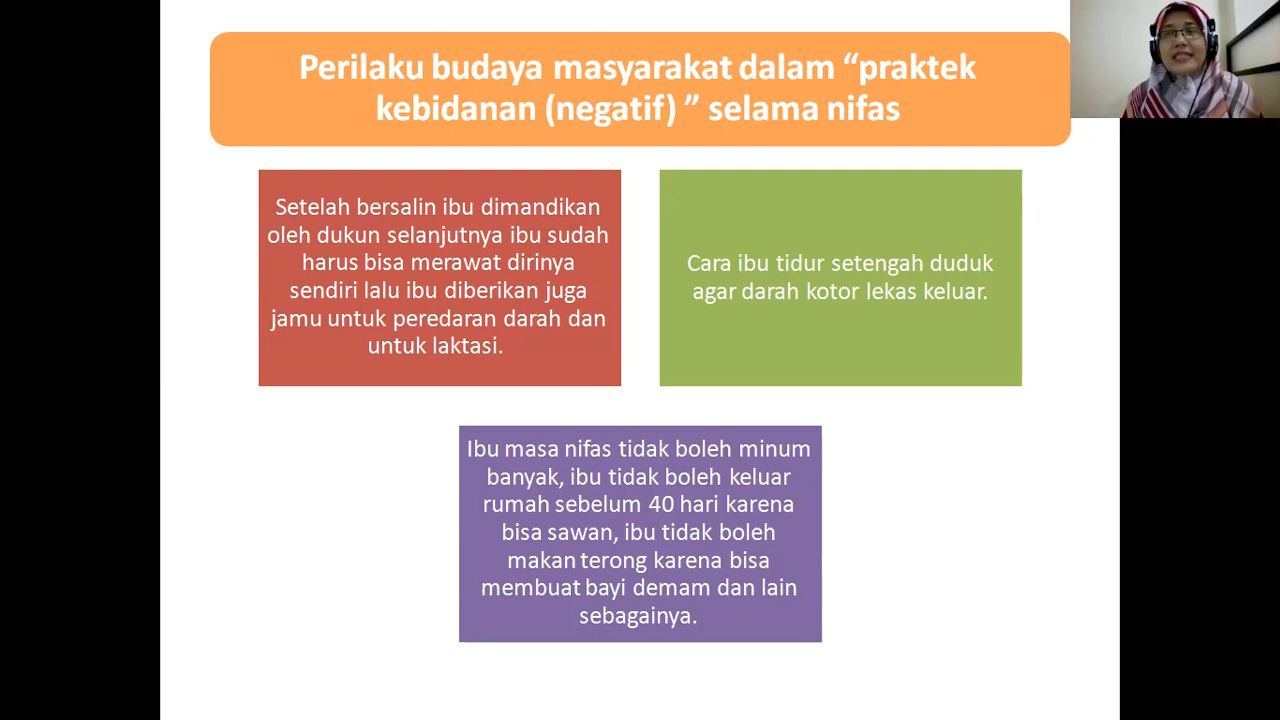 Perilaku budaya masyarakat dalam “praktek
kebidanan (negatif) ” selama nifas
Setelah bersalin ibu dimandikan
oleh dukun selanjutnya ibu sudah
harus bisa merawat dirinya
sendiri lalu ibu diberikan juga
jamu untuk peredaran darah dan
untuk laktasi.
Cara ibu tidur setengah duduk
agar darah kotor lekas keluar.
Ibu masa nifas tidak boleh minum
banyak, ibu tidak boleh keluar
rumah sebelum 40 hari karena
bisa sawan, ibu tidak boleh
makan terong karena bisa
membuat bayi demam dan lain
sebagainya.